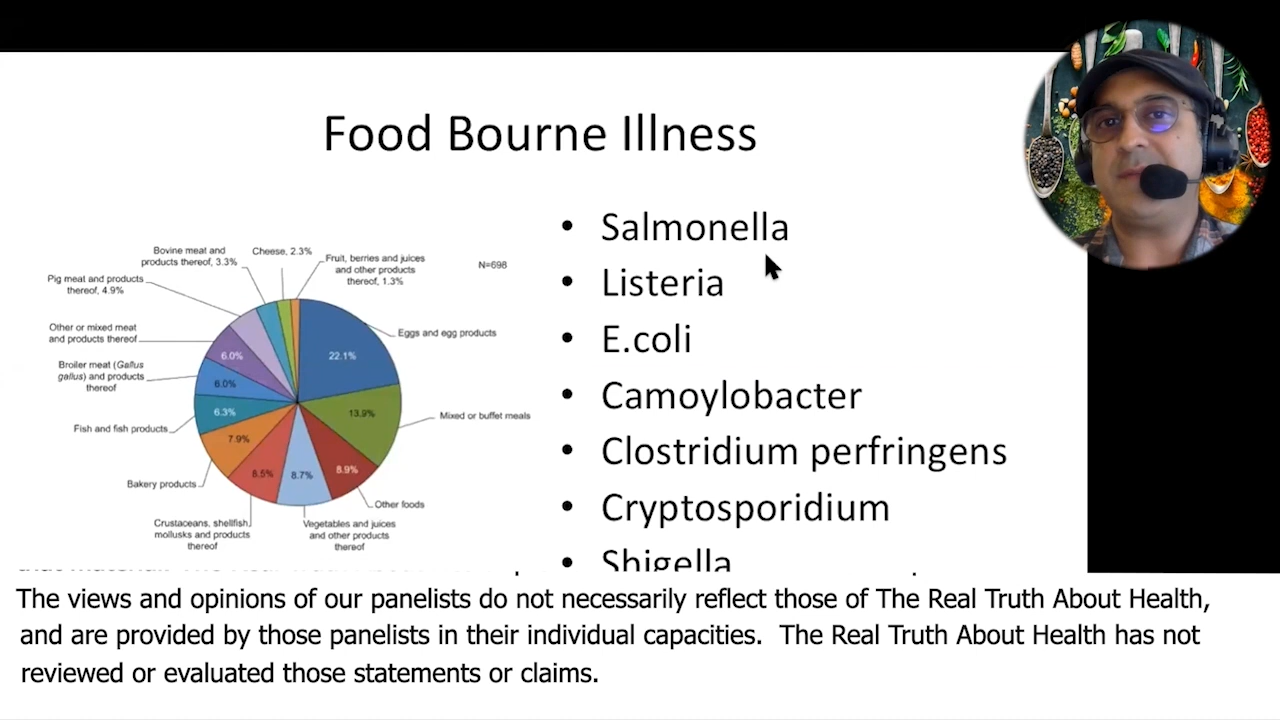 Food Bourne Illness
Bovine meat and
products thereof, 3.3%
Cheese, 2.3%
Fruit, berries and juices
and other products
thereof, 1.3%
N=698
Pig meat and products
thereof, 4.9%
Other or mixed meat
and products thereof
Broiler meat (Gallus
gallus) and products
thereof
Fish and fish products
Bakery products
Crustaceans, shellfish,
mollusks and products
thereof
Vegetables and juices
and other products
thereof
Other foods
Mixed or buffet meals
Eggs and egg products
22.1%
13.9%
8.9%
8.7%
8.5%
7.9%
6.3%
6.0%
6.0%
• Salmonella
• Listeria
• E.coli
• Camoylobacter
• Clostridium perfringens
• Cryptosporidium
• Shigella
The views and opinions of our panelists do not necessarily reflect those of The Real Truth About Health,
and are provided by those panelists in their individual capacities. The Real Truth About Health has not
reviewed or evaluated those statements or claims.